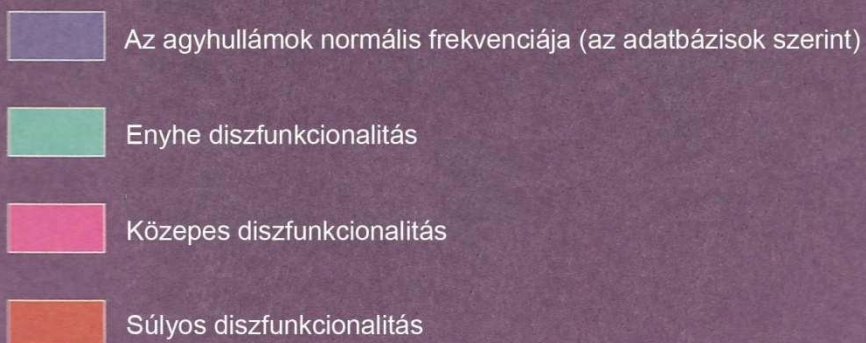 Az agyhullámok normális frekvenciája (az adatbázisok szerint)
Enyhe diszfunkcionalitás
Közepes diszfunkcionalitás
Súlyos diszfunkcionalitás